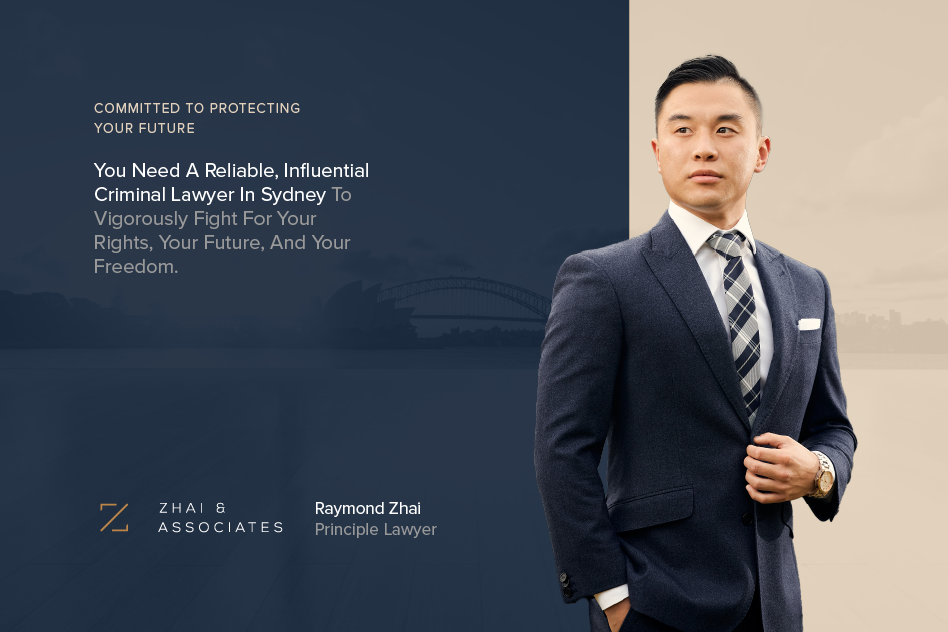 COMMITTED TO PROTECTING
YOUR FUTURE
You Need A Reliable, Influential
Criminal Lawyer In Sydney To
Vigorously Fight For Your
Rights, Your Future, And Your
Freedom.
ZHAI &
ASSOCIATES
Raymond Zhai
Principle Lawyer